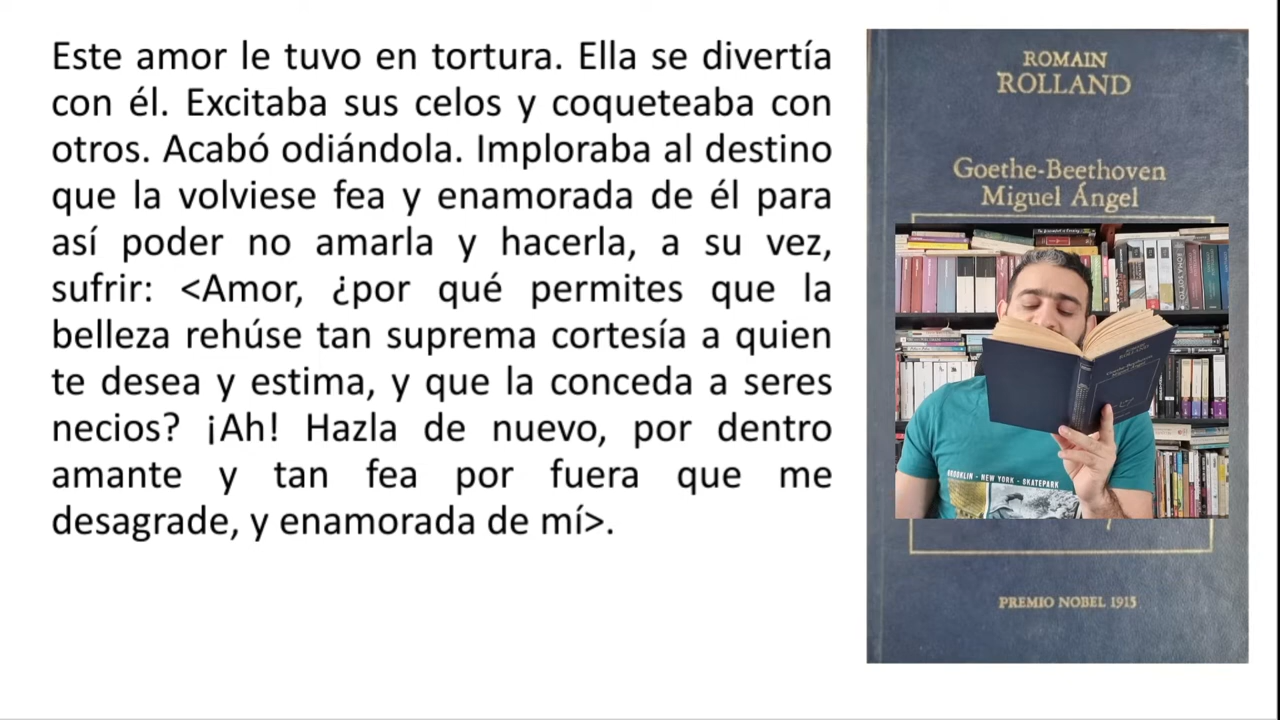 Este amor le tuvo en tortura. Ella se divertía
con él. Excitaba sus celos y coqueteaba con
otros. Acabó odiándola. Imploraba al destino
que la volviese fea y enamorada de él para
así poder no amarla y hacerla, a su vez,
sufrir: <Amor, ¿por qué permites que la
belleza rehúse tan suprema cortesía a quien
te desea y estima, y que la conceda a seres
necios? ¡Ah! Hazla de nuevo, por dentro
amante y tan fea por fuera que me
desagrade, y enamorada de mí>.
ROMAIN
ROLLAND
Goethe-Beethoven
Miguel Ángel
BROOKLYN - NEW YORK - SKATEPARK
PREMIO NOBEL 1915